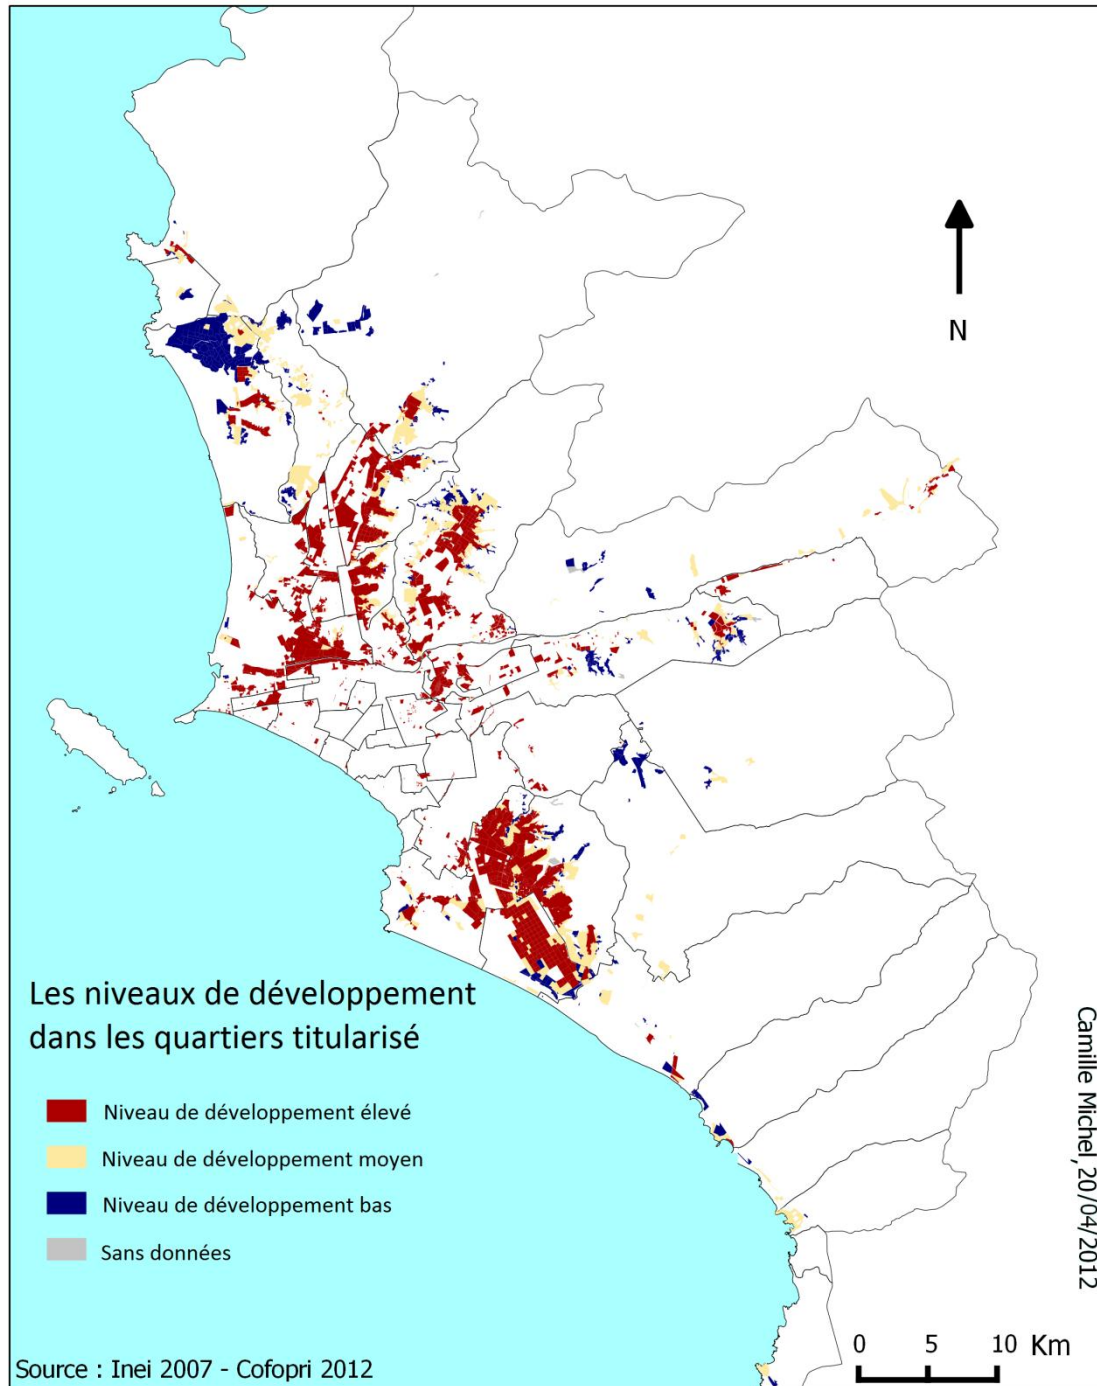 N
Les niveaux de développement
dans les quartiers titularisé
Niveau de développement élevé
Niveau de développement moyen
Niveau de développement bas
Sans données
Camille Michel, 20/04/2012
0 5 10 Km
Source : Inei 2007 - Cofopri 2012